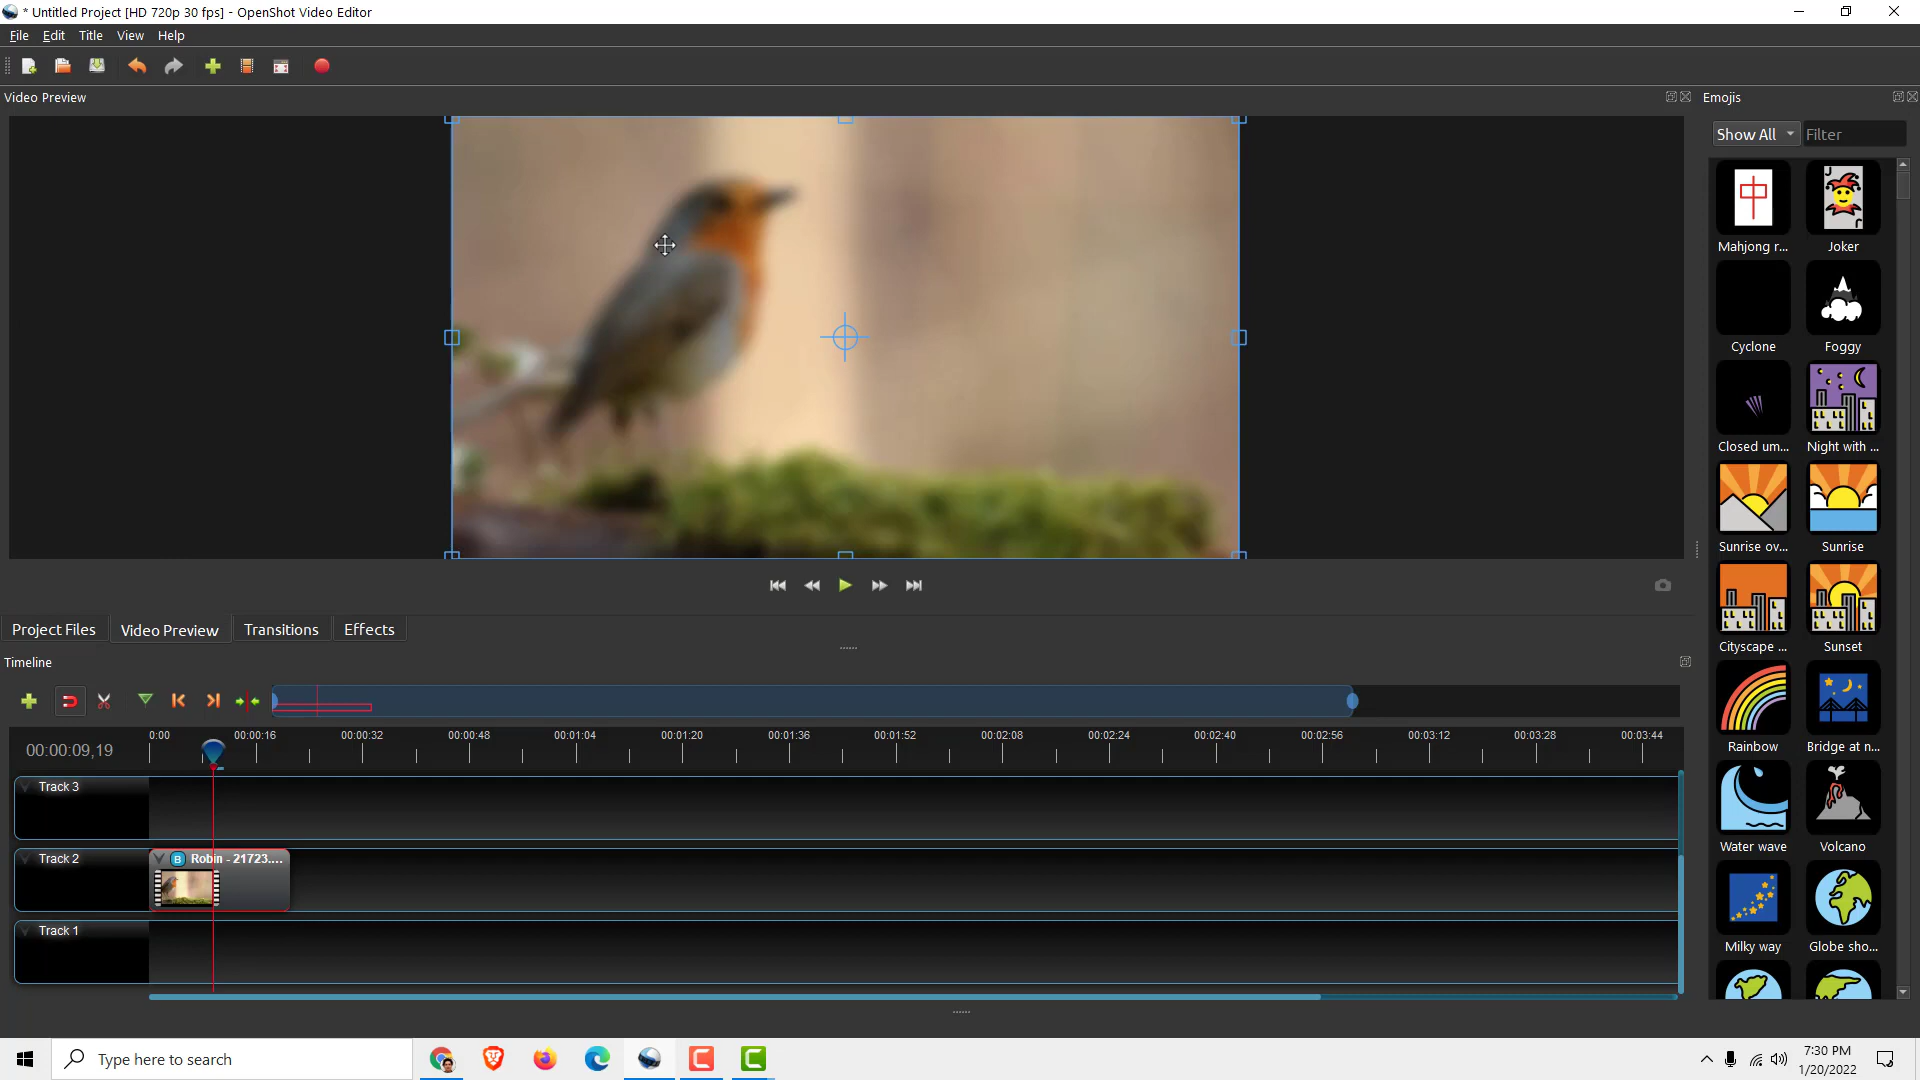 * Untitled Project [HD 720p 30 fps] - OpenShot Video Editor
File Edit Title View Help
Video Preview
Emojis
Show All
Filter
Mahjong r...
Joker
Cyclone
Foggy
Closed um...
Night with ...
Sunrise ov...
Sunrise
Cityscape ...
Sunset
Rainbow
Bridge at n...
Water wave
Volcano
Milky way
Globe sho...
Project Files
Video Preview
Transitions
Effects
Timeline
00:00:09,19
0:00
00:00:16
00:00:32
00:00:48
00:01:04
00:01:20
00:01:36
00:01:52
00:02:08
00:02:24
00:02:40
00:02:56
00:03:12
00:03:28
00:03:44
Track 3
Track 2
B Robin - 21723....
Track 1
Type here to search
7:30 PM
1/20/2022